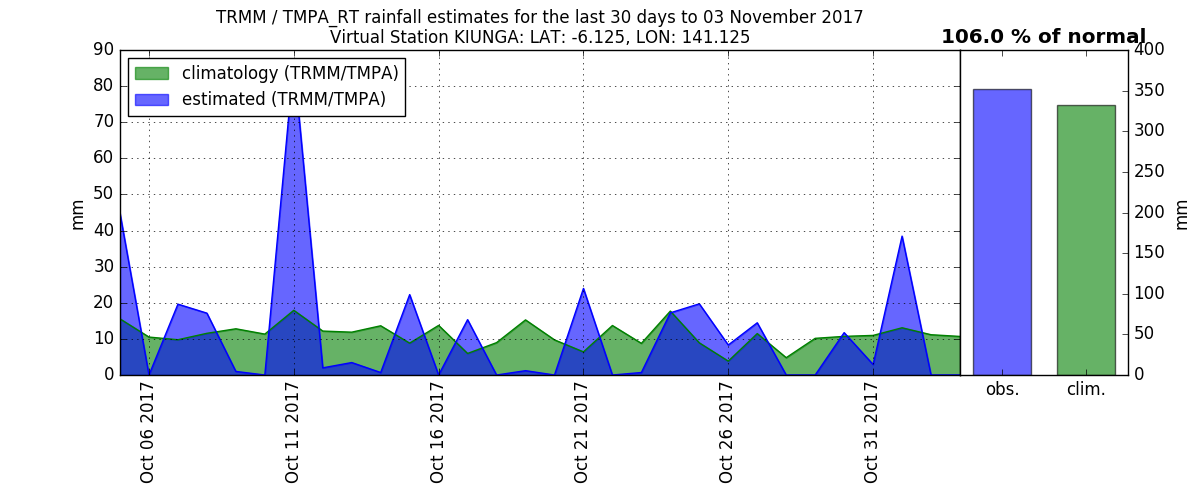 TRMM / TMPA_RT rainfall estimates for the last 30 days to 03 November 2017
Virtual Station KIUNGA: LAT: -6.125, LON: 141.125
106.0 % of normal
climatology (TRMM/TMPA)
estimated (TRMM/TMPA)
mm
90
80
70
60
50
40
30
20
10
0
Oct 06 2017
Oct 11 2017
Oct 16 2017
Oct 21 2017
Oct 26 2017
Oct 31 2017
obs.
clim.
400
350
300
250
200
150
100
50
0
mm